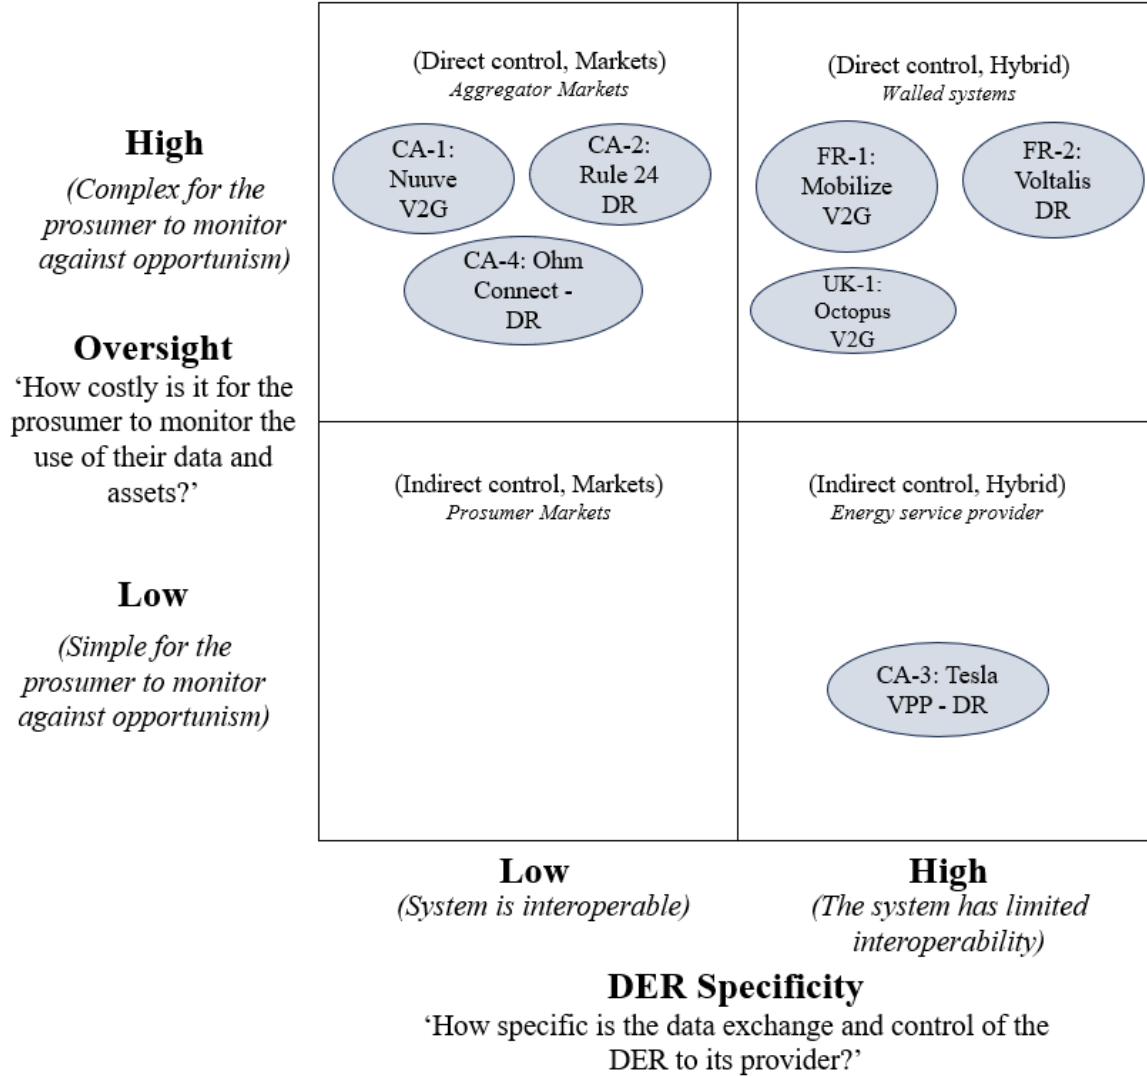 (Direct control, Markets)
Aggregator Markets
(Direct control, Hybrid)
Walled systems
High
(Complex for the
prosumer to monitor
against opportunism)
CA-1:
Nuuve
V2G
CA-2:
Rule 24
DR
CA-4: Ohm
Connect -
DR
FR-1:
Mobilize
V2G
FR-2:
Voltalis
DR
UK-1:
Octopus
V2G
Oversight
‘How costly is it for the
prosumer to monitor the
use of their data and
assets?’
(Indirect control, Markets)
Prosumer Markets
(Indirect control, Hybrid)
Energy service provider
Low
(Simple for the
prosumer to monitor
against opportunism)
CA-3: Tesla
VPP - DR
Low
(System is interoperable)
High
(The system has limited
interoperability)
DER Specificity
‘How specific is the data exchange and control of the
DER to its provider?’